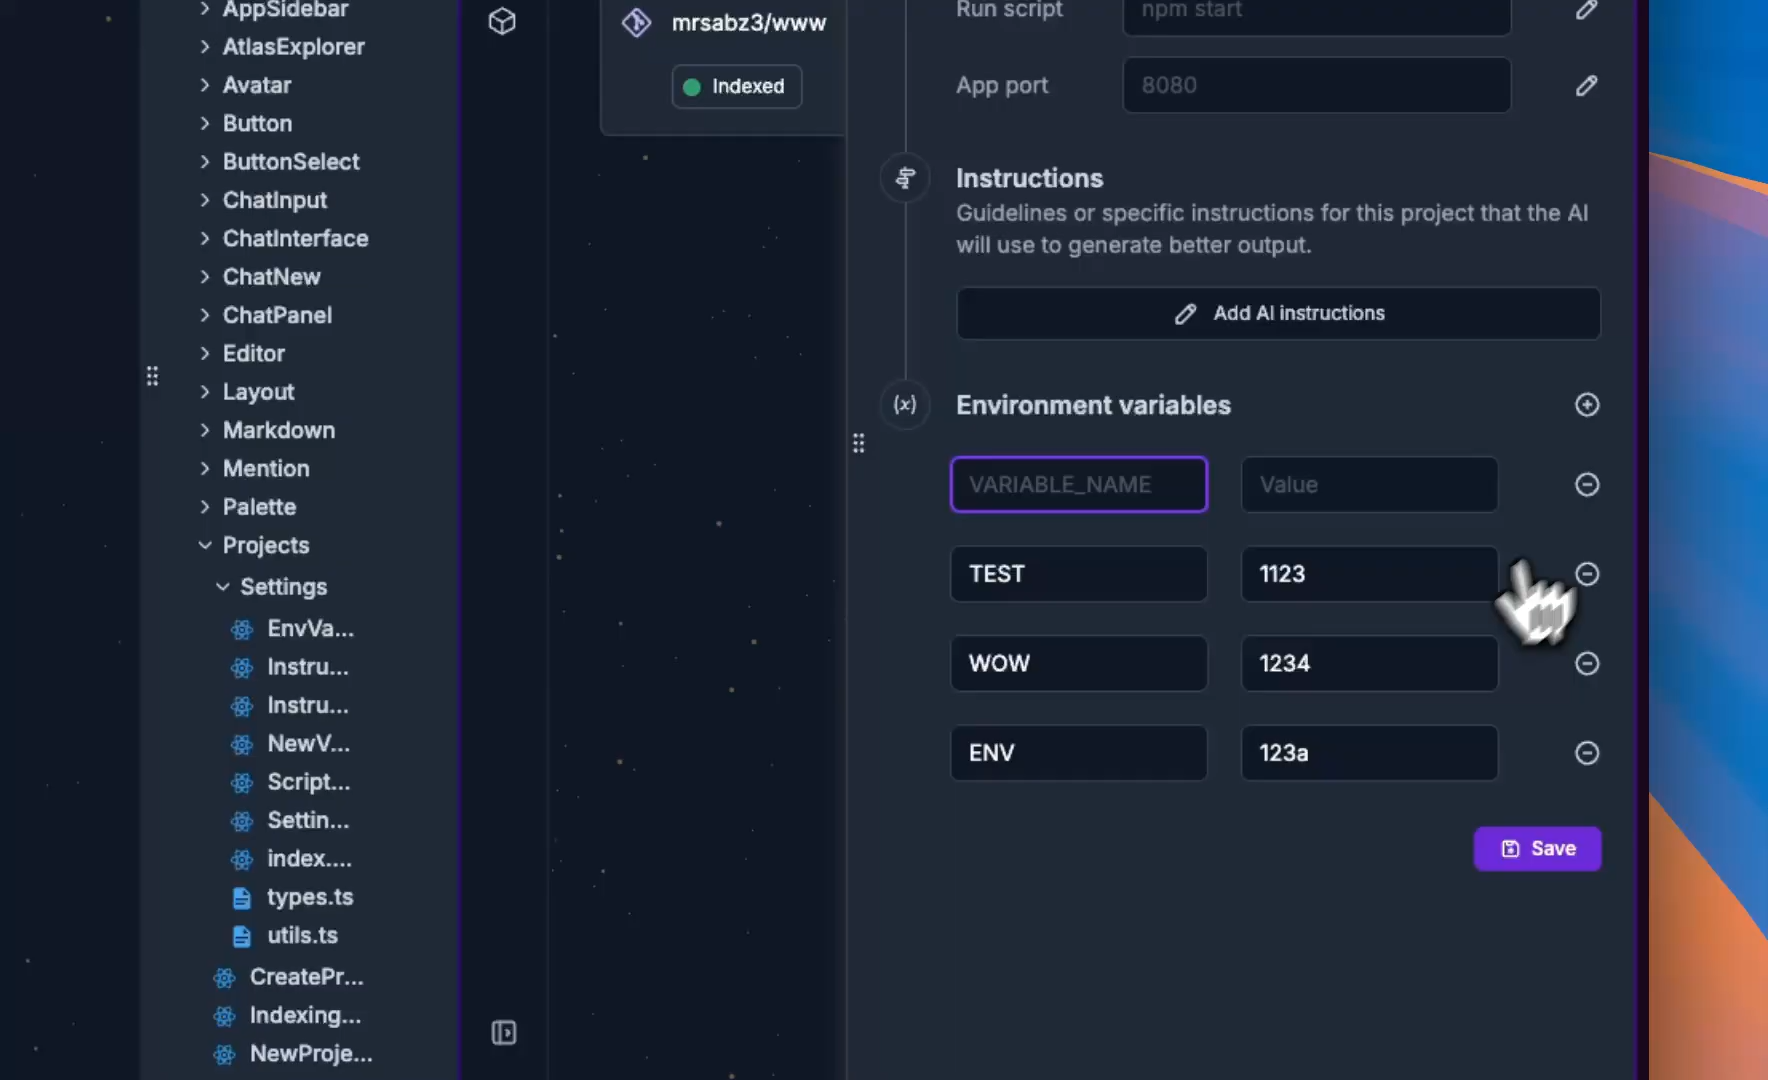 AppSidebar
AtlasExplorer
Avatar
Button
ButtonSelect
ChatInput
ChatInterface
ChatNew
ChatPanel
Editor
Layout
Markdown
Mention
Palette
Projects
Settings
EnvVa...
Instru...
Instru...
NewV...
Script...
Settin...
index....
types.ts
utils.ts
CreatePr...
Indexing...
NewProje...
mrsabz3/www
Indexed
Run script
npm start
App port
8080
Instructions
Guidelines or specific instructions for this project that the AI
will use to generate better output.
Add AI instructions
(x)
Environment variables
VARIABLE_NAME Value
TEST 1123
WOW 1234
ENV 123a
Save